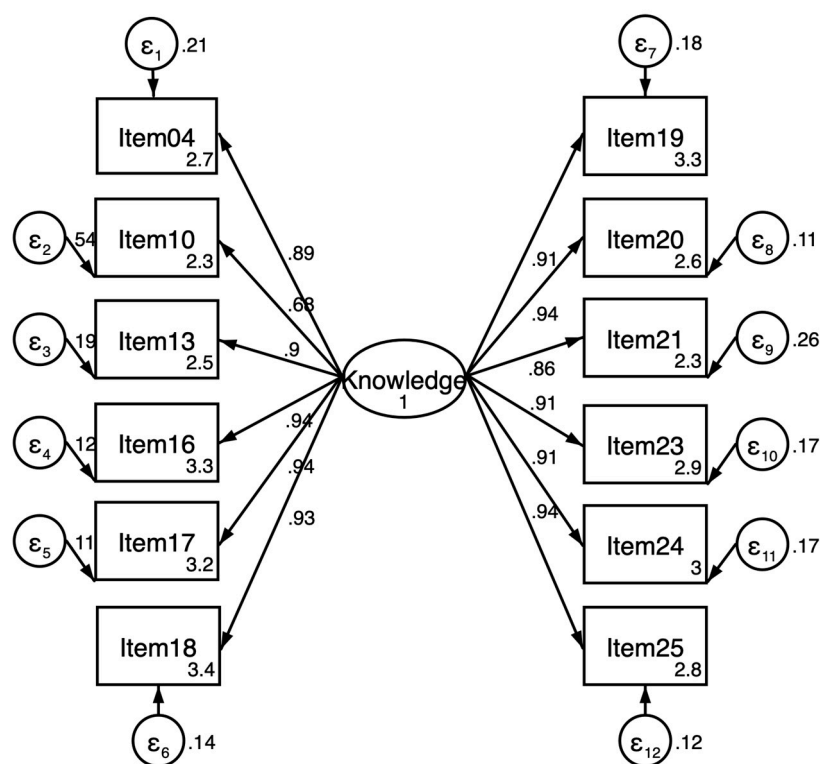 ε1 .21
Item04
2.7
ε2 54
Item10
2.3
ε3 19
Item13
2.5
ε4 12
Item16
3.3
ε5 11
Item17
3.2
Item18
3.4
ε6 .14
.89
.68
.9
.94
.94
.93
Knowledge
1
.91
.94
.86
.91
.91
.94
ε7 .18
Item19
3.3
Item20
2.6
ε8 .11
Item21
2.3
ε9 .26
Item23
2.9
ε10 .17
Item24
3
ε11 .17
Item25
2.8
ε12 .12